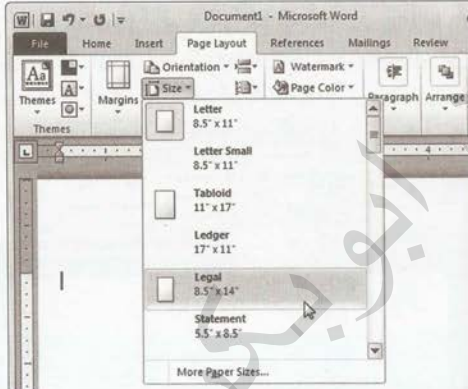 Document1 - Microsoft Word
File Home Insert Page Layout References Mailings Review
Themes
Margins
Orientation
Size
Watermark
Page Color
Paragraph
Arrange
Themes
Letter
8.5" x 11"
Letter Small
8.5" x 11"
Tabloid
11" x 17"
Ledger
17" x 11"
Legal
8.5" x 14"
Statement
5.5" x 8.5"
More Paper Sizes...